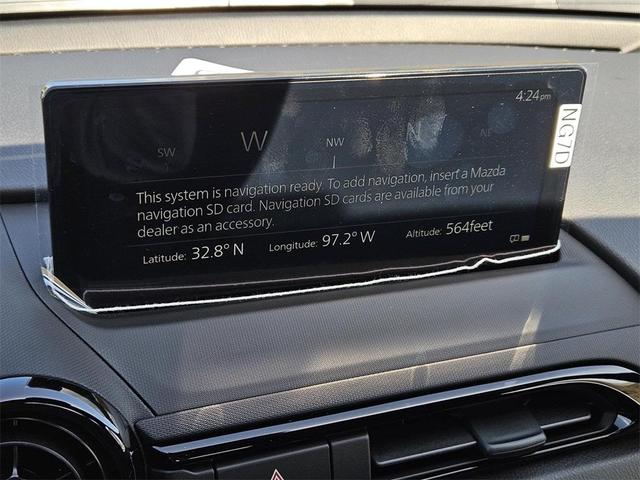 4:24pm
SW W NW N NE
This system is navigation ready. To add navigation, insert a Mazda
navigation SD card. Navigation SD cards are available from your
dealer as an accessory.
Latitude: 32.8° N Longitude: 97.2° W Altitude: 564feet
NG7D